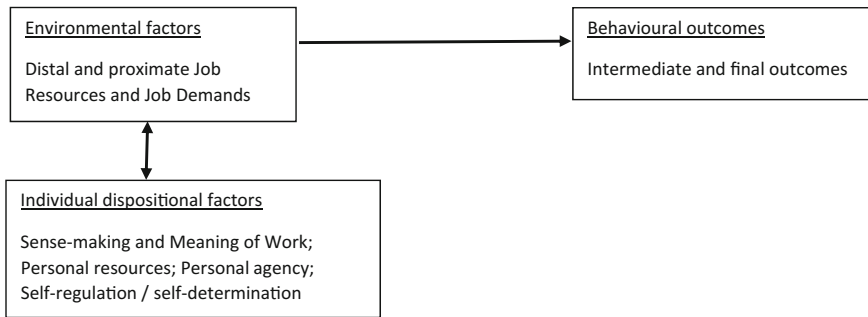 Environmental factors
Distal and proximate Job
Resources and Job Demands
Behavioural outcomes
Intermediate and final outcomes
Individual dispositional factors
Sense-making and Meaning of Work;
Personal resources; Personal agency;
Self-regulation / self-determination